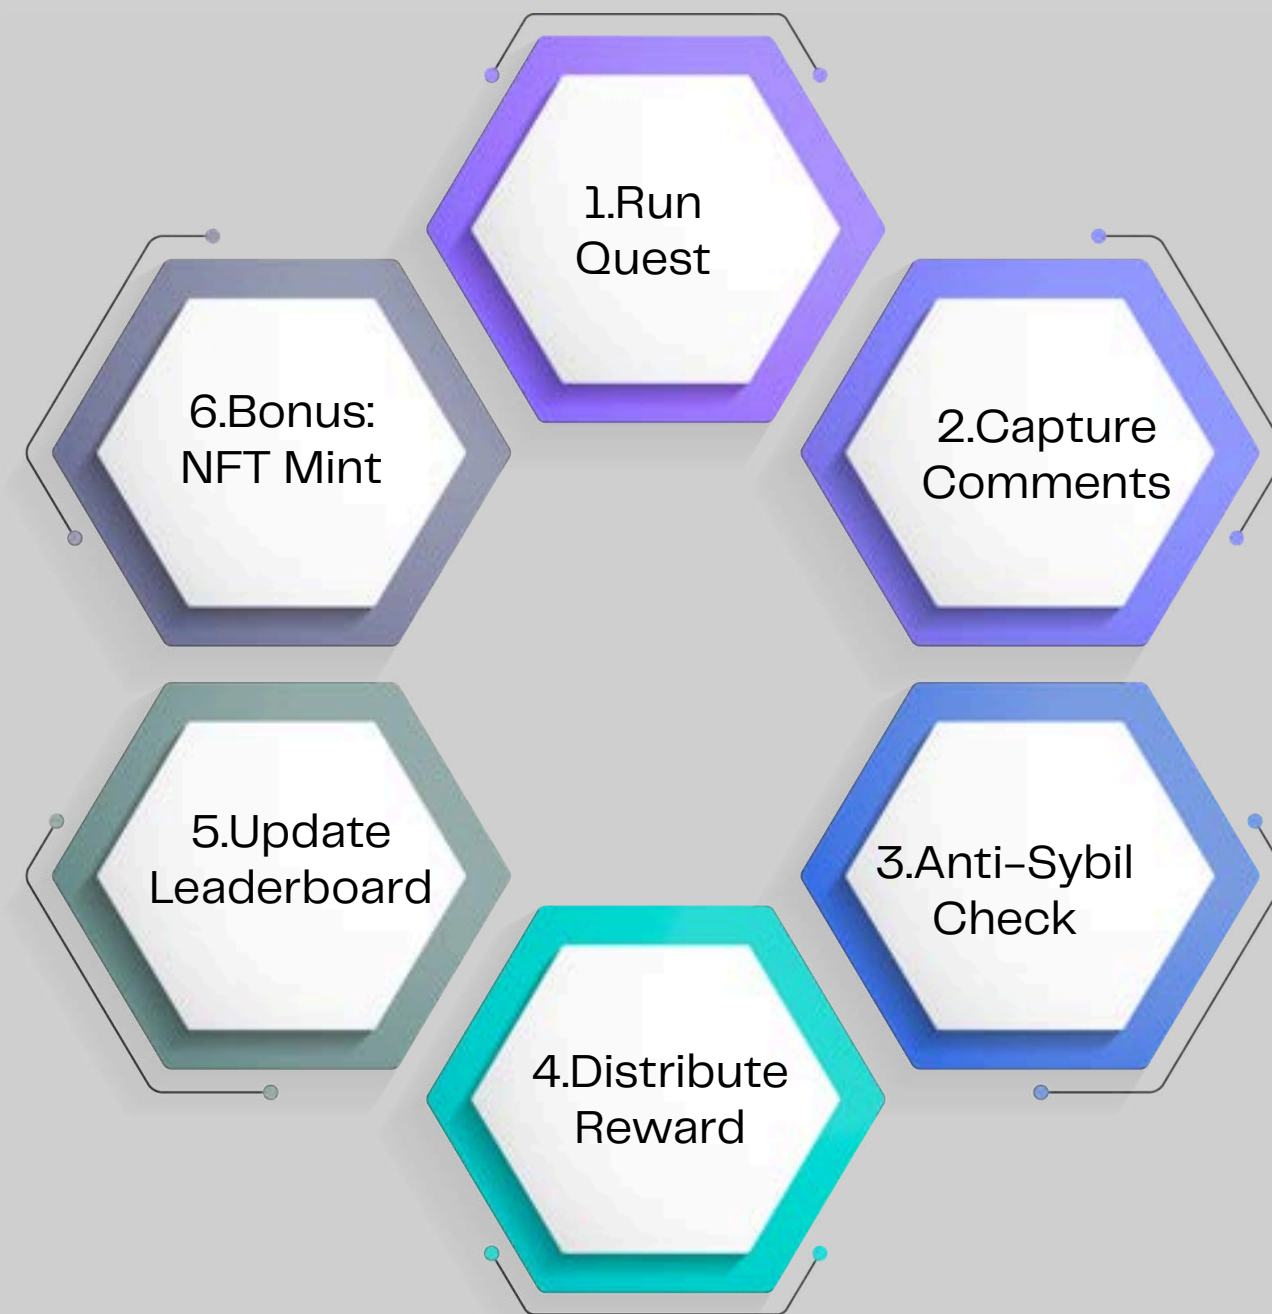 1.Run
Quest
2.Capture
Comments
3.Anti-Sybil
Check
4.Distribute
Reward
5.Update
Leaderboard
6.Bonus:
NFT Mint